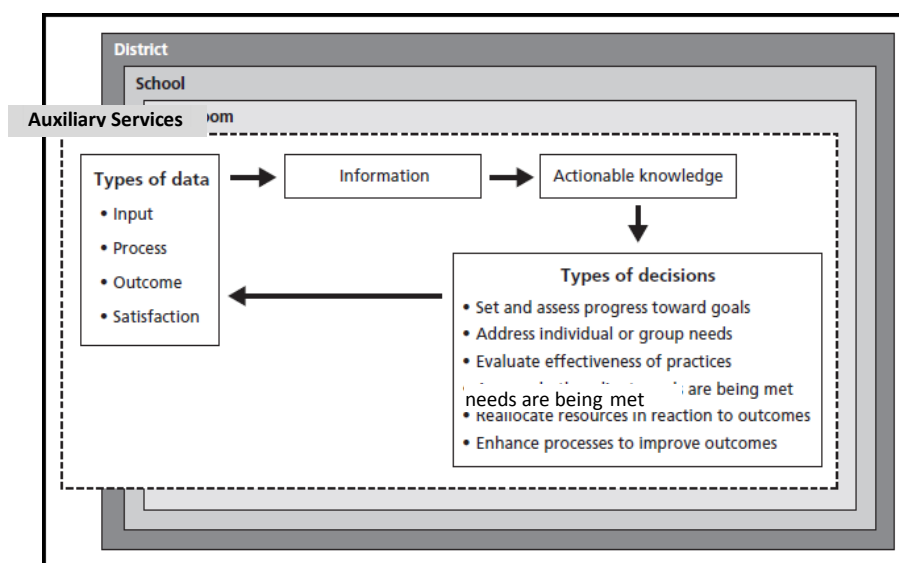 District
School
Auxiliary Services
oom
Types of data
• Input
• Process
• Outcome
• Satisfaction
Information
Actionable knowledge
Types of decisions
• Set and assess progress toward goals
• Address individual or group needs
• Evaluate effectiveness of practices
are being met
needs are being met
• Reallocate resources in reaction to outcomes
• Enhance processes to improve outcomes